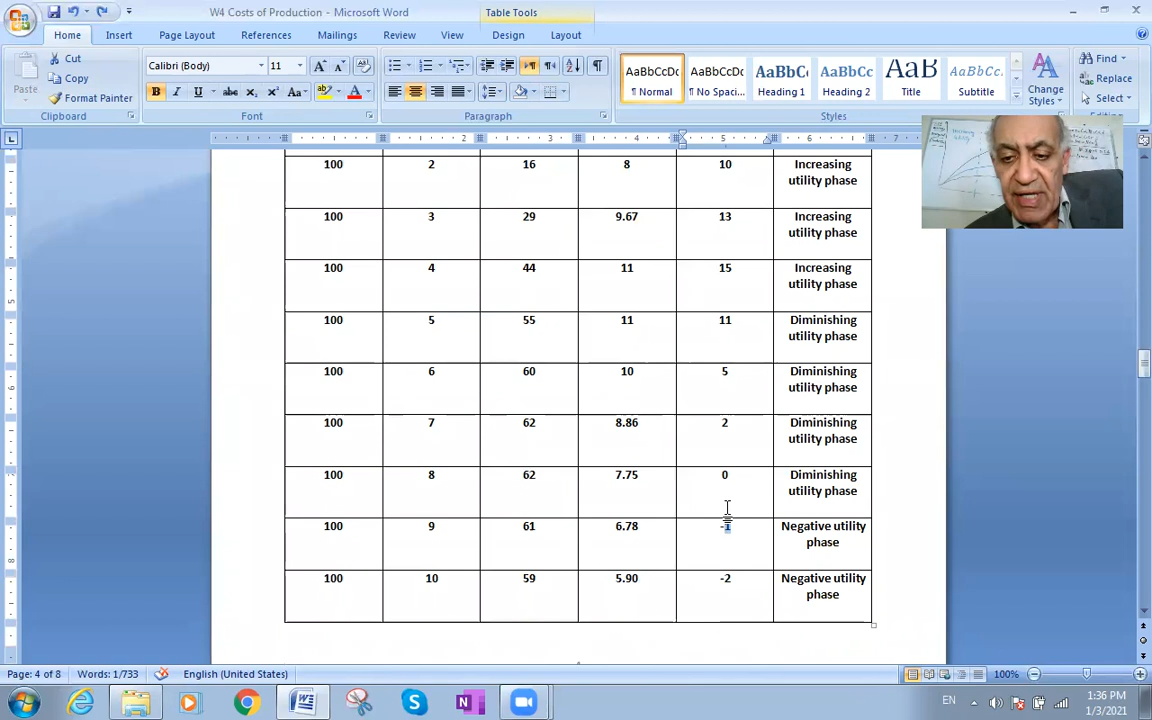 W4 Costs of Production - Microsoft Word
Table Tools
Home Insert Page Layout References Mailings Review View Design Layout
Cut
Copy
Format Painter
Paste
Clipboard
Calibri (Body) 11
Font
Paragraph
AaBbCcDc AaBbCcDc AaBbC AaBbCc AaB AaBbCc.
¶ Normal ¶ No Spaci... Heading 1 Heading 2 Title Subtitle
Change
Styles
Styles
Find
Replace
Select
Editing
100 2 16 8 10 Increasing
utility phase
100 3 29 9.67 13 Increasing
utility phase
100 4 44 11 15 Increasing
utility phase
100 5 55 11 11 Diminishing
utility phase
100 6 60 10 5 Diminishing
utility phase
100 7 62 8.86 2 Diminishing
utility phase
100 8 62 7.75 0 Diminishing
utility phase
100 9 61 6.78 -1 Negative utility
phase
100 10 59 5.90 -2 Negative utility
phase
Page: 4 of 8 Words: 1/733 English (United States) 100%
EN 1:36 PM
1/3/2021